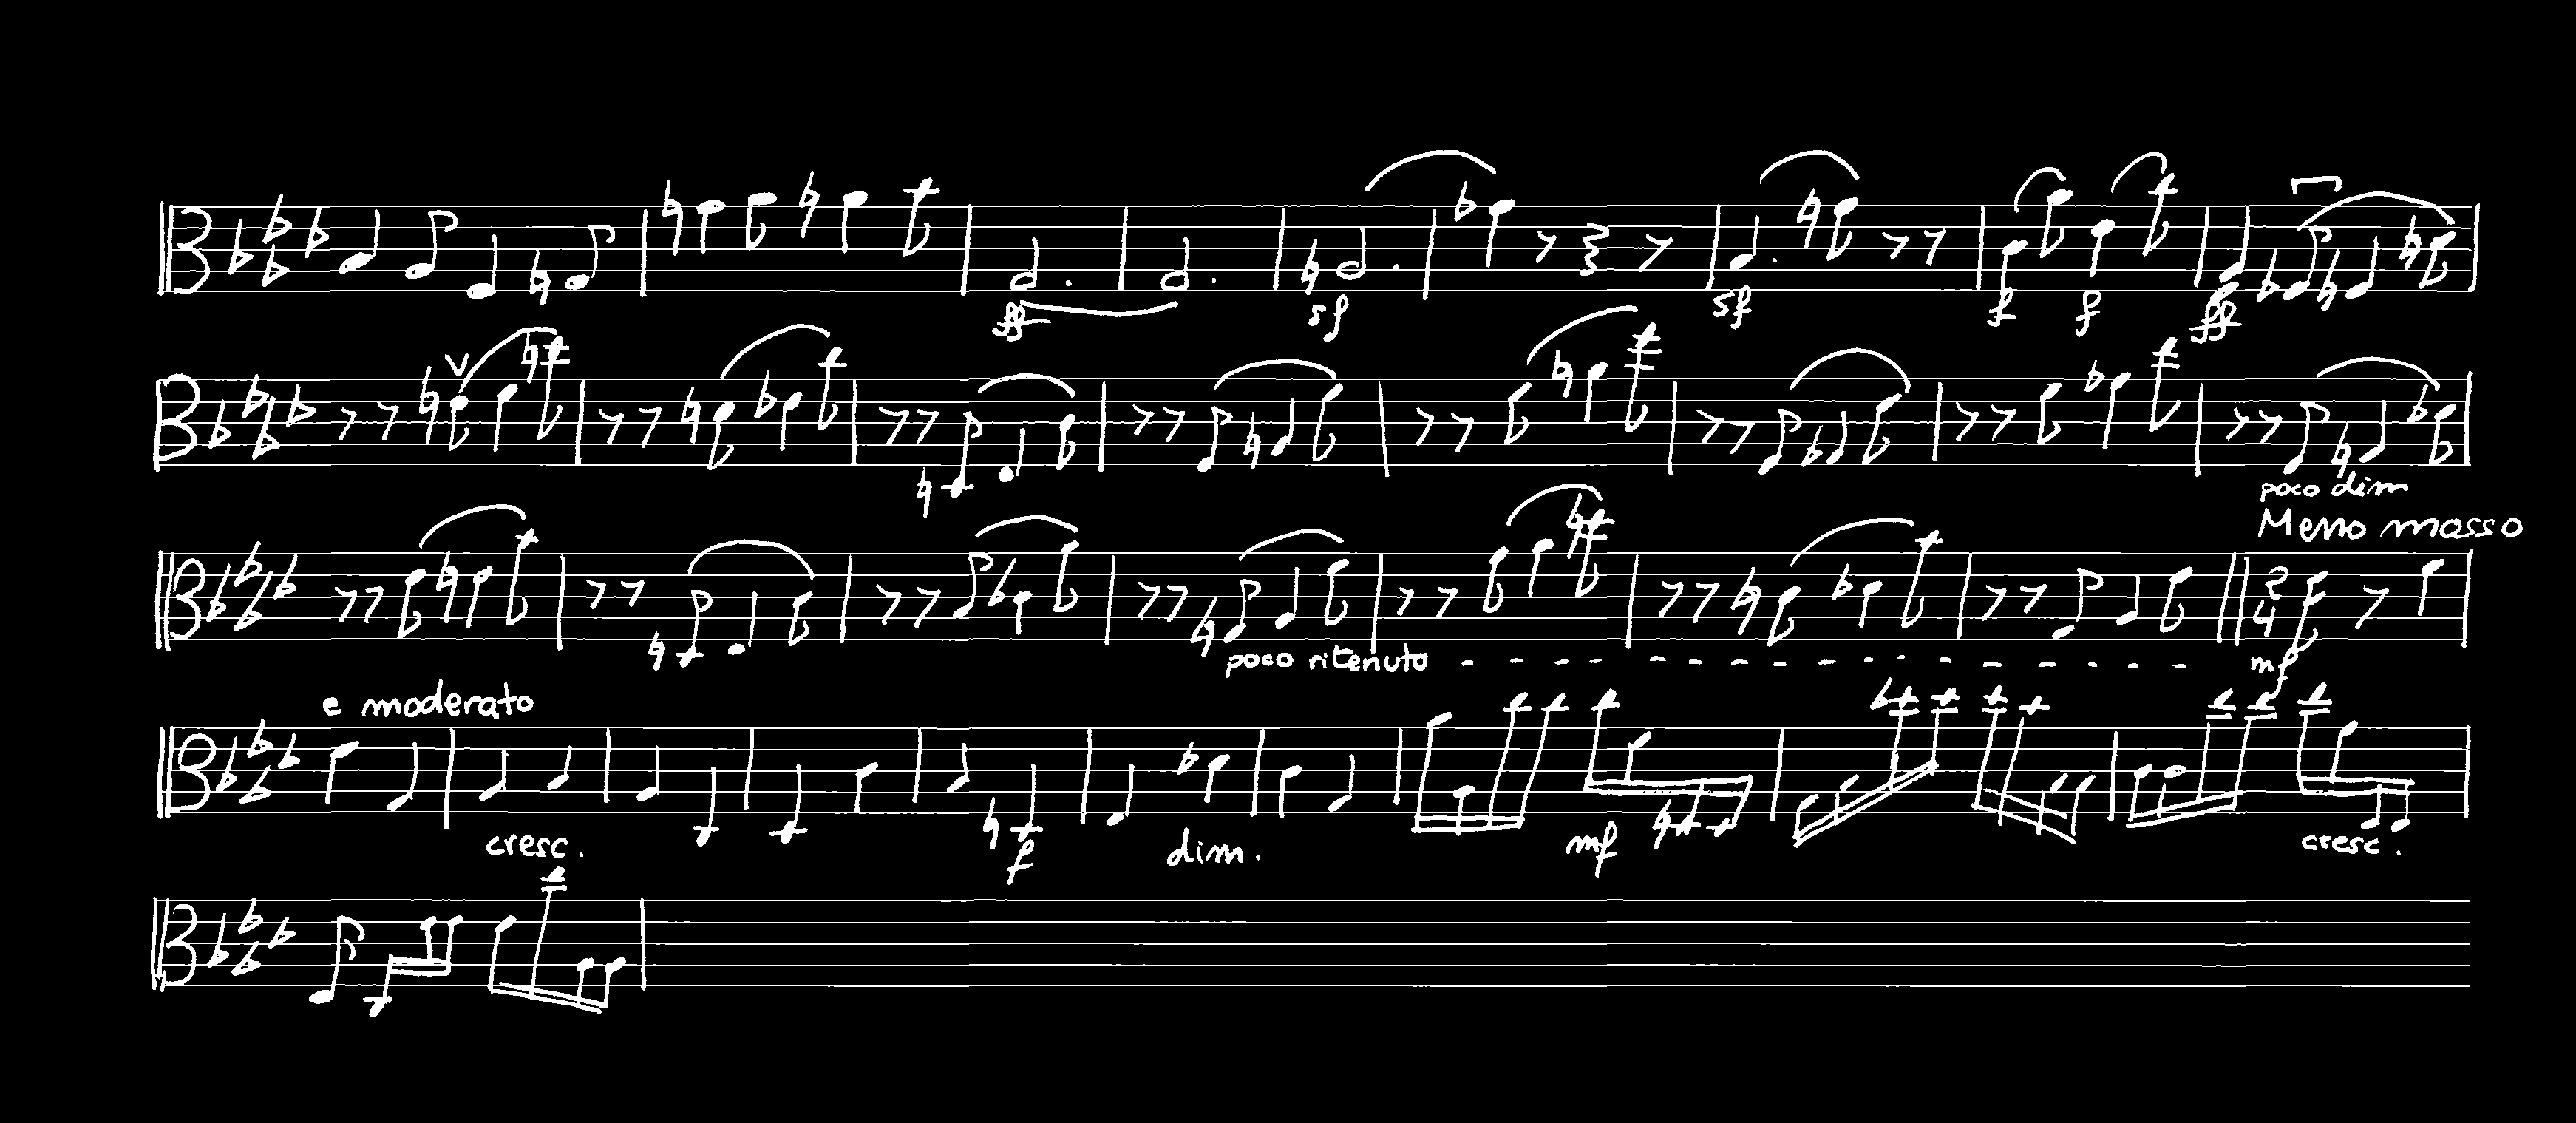 ff sf sf f f ff
poco dim
Meno mosso
poco ritenuto - - - - - - - - - - - - - - - mf
e moderato
cresc. f dim. mf cresc.